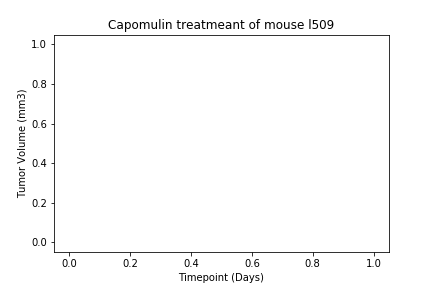 Capomulin treatmeant of mouse l509
1.0
0.8
0.6
0.4
0.2
0.0
Tumor Volume (mm3)
0.0 0.2 0.4 0.6 0.8 1.0
Timepoint (Days)